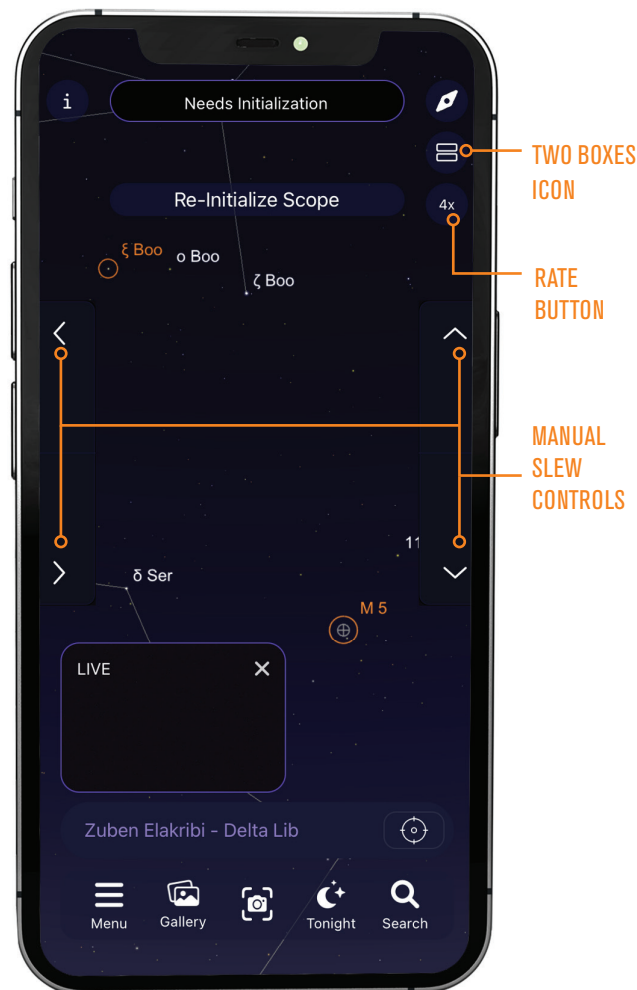 i
Needs Initialization
TWO BOXES
ICON
Re-Initialize Scope
4x
ξ Boo
ο Boo
ζ Boo
RATE
BUTTON
MANUAL
SLEW
CONTROLS
11
δ Ser
M 5
LIVE
Zuben Elakribi - Delta Lib
Menu
Gallery
Tonight
Search